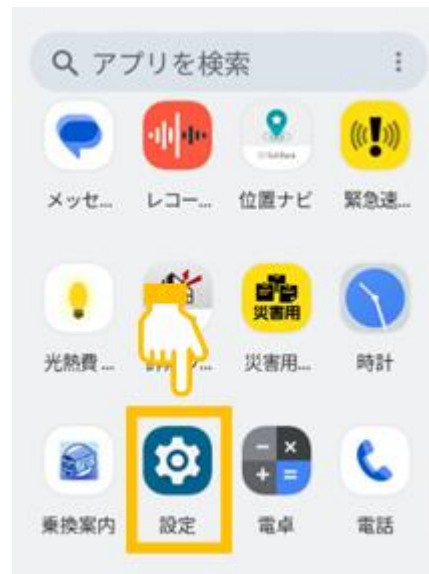 アプリを検索
メッセ...
レコー...
位置ナビ
緊急速...
災害用
光熱費...
災害用...
時計
乗換案内
設定
電卓
電話